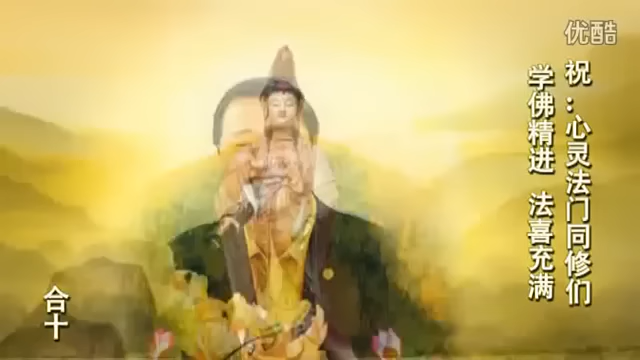 优酷
祝：心灵法门同修们
学佛精进 法喜充满
合十